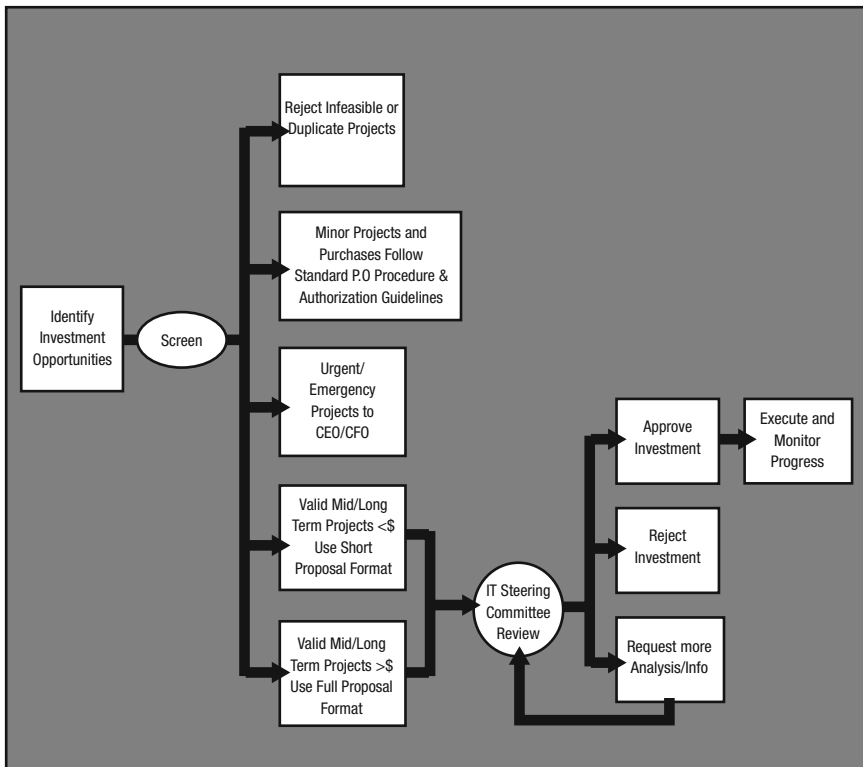 Identify
Investment
Opportunities
Screen
Reject Infeasible or
Duplicate Projects
Minor Projects and
Purchases Follow
Standard P.O Procedure &
Authorization Guidelines
Urgent/
Emergency
Projects to
CEO/CFO
Valid Mid/Long
Term Projects <$
Use Short
Proposal Format
Valid Mid/Long
Term Projects >$
Use Full Proposal
Format
IT Steering
Committee
Review
Approve
Investment
Execute and
Monitor
Progress
Reject
Investment
Request more
Analysis/Info